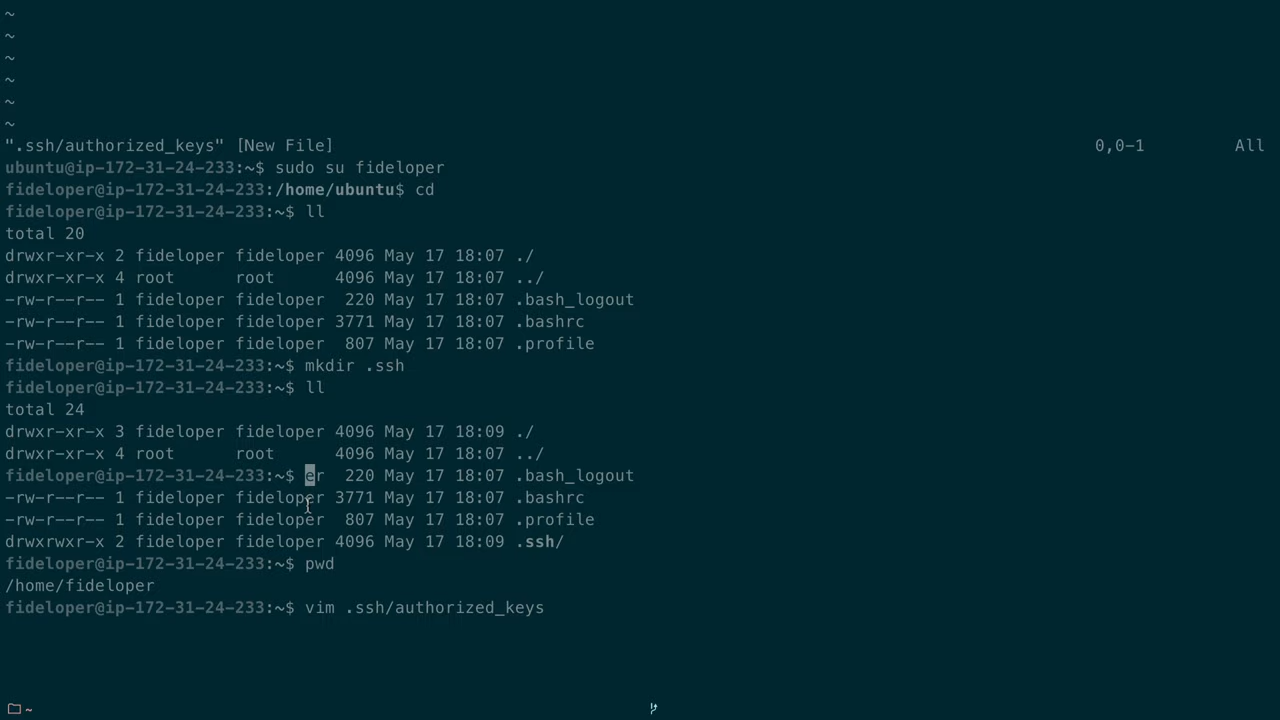 ~
~
~
~
~
~
".ssh/authorized_keys" [New File] 0,0-1 All
ubuntu@ip-172-31-24-233:~$ sudo su fideloper
fideloper@ip-172-31-24-233:/home/ubuntu$ cd
fideloper@ip-172-31-24-233:~$ ll
total 20
drwxr-xr-x 2 fideloper fideloper 4096 May 17 18:07 ./
drwxr-xr-x 4 root      root      4096 May 17 18:07 ../
-rw-r--r-- 1 fideloper fideloper  220 May 17 18:07 .bash_logout
-rw-r--r-- 1 fideloper fideloper 3771 May 17 18:07 .bashrc
-rw-r--r-- 1 fideloper fideloper  807 May 17 18:07 .profile
fideloper@ip-172-31-24-233:~$ mkdir .ssh
fideloper@ip-172-31-24-233:~$ ll
total 24
drwxr-xr-x 3 fideloper fideloper 4096 May 17 18:09 ./
drwxr-xr-x 4 root      root      4096 May 17 18:07 ../
fideloper@ip-172-31-24-233:~$ er  220 May 17 18:07 .bash_logout
-rw-r--r-- 1 fideloper fideloper 3771 May 17 18:07 .bashrc
-rw-r--r-- 1 fideloper fideloper  807 May 17 18:07 .profile
drwxrwxr-x 2 fideloper fideloper 4096 May 17 18:09 .ssh/
fideloper@ip-172-31-24-233:~$ pwd
/home/fideloper
fideloper@ip-172-31-24-233:~$ vim .ssh/authorized_keys
~